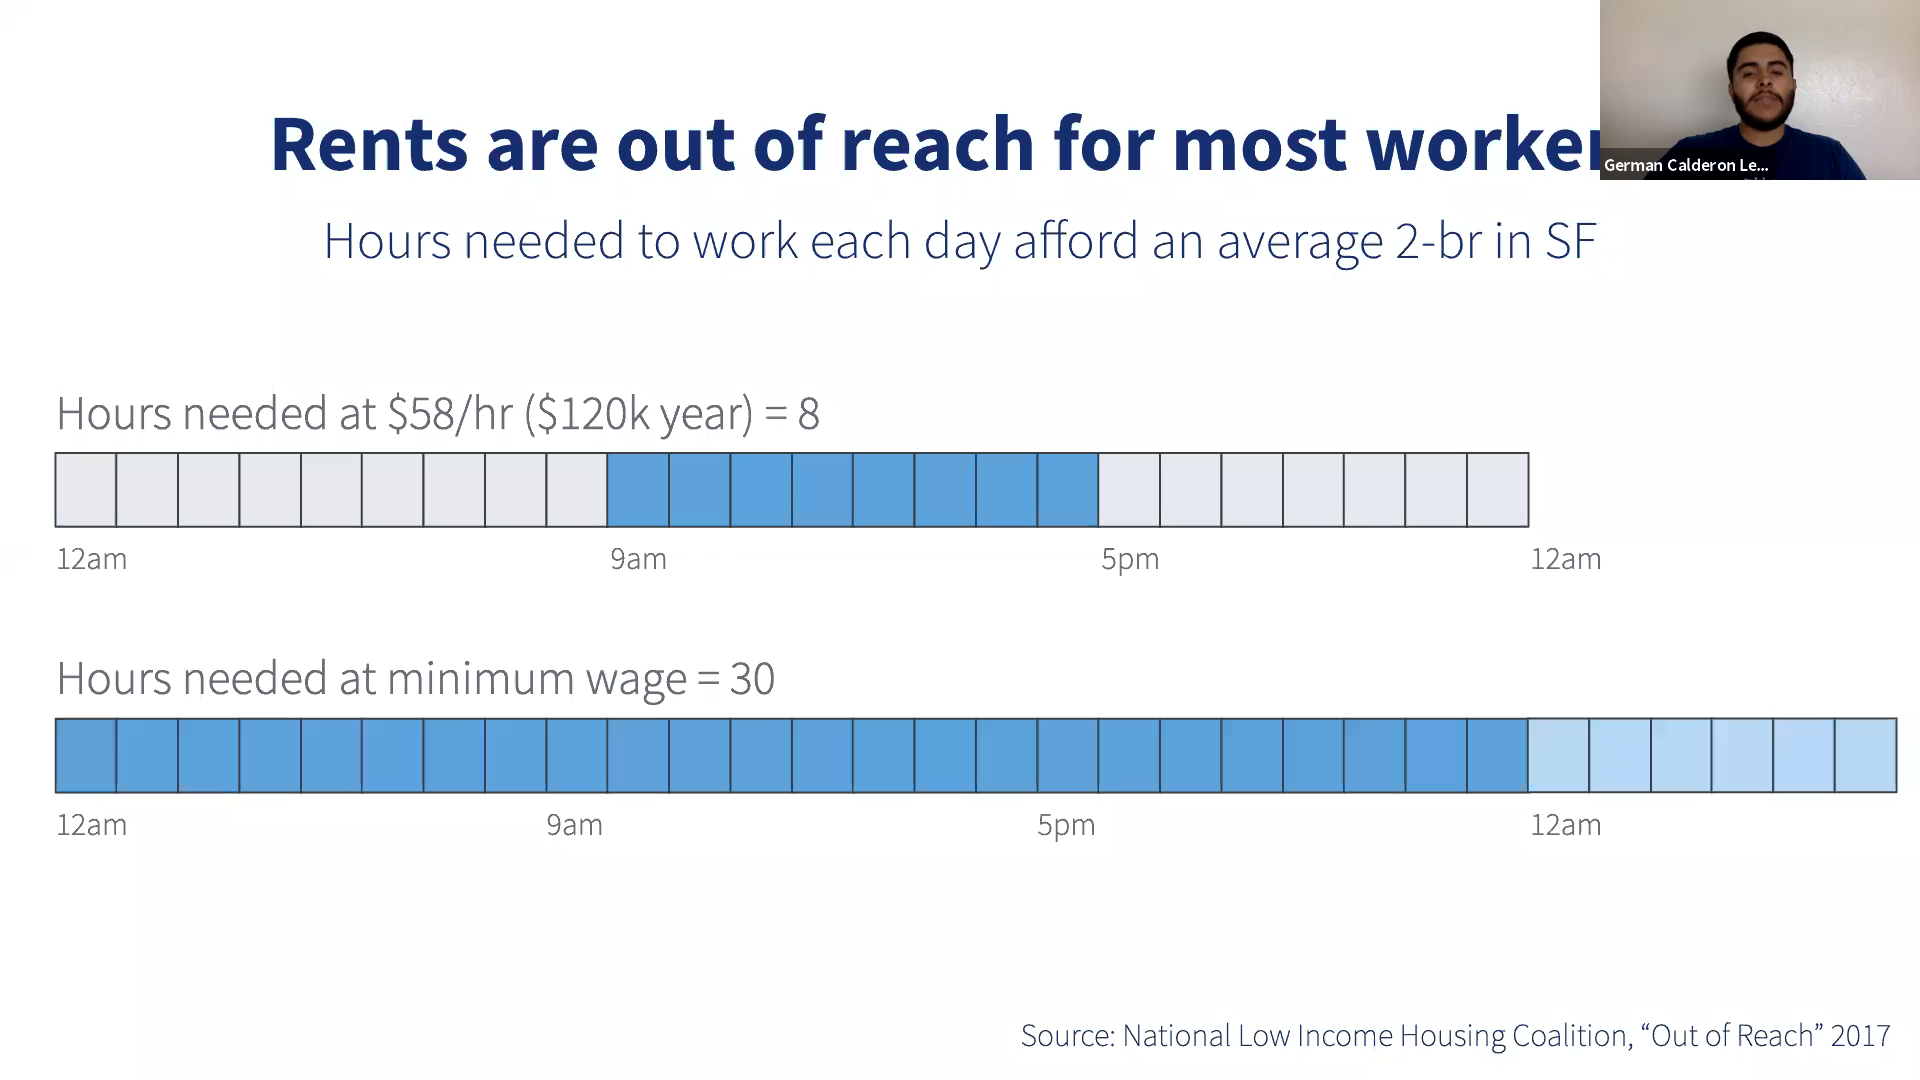 Rents are out of reach for most worker
German Calderon Le...
Hours needed to work each day afford an average 2-br in SF
Hours needed at $58/hr ($120k year) = 8
12am 9am 5pm 12am
Hours needed at minimum wage = 30
12am 9am 5pm 12am
Source: National Low Income Housing Coalition, “Out of Reach” 2017